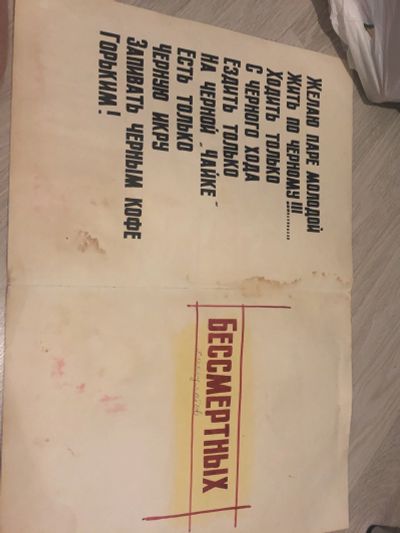 ЖЕЛАЮ ПАРЕ МОЛОДОЙ
ЖИТЬ ПО ЧЕРНОМУ!!!..........
ХОДИТЬ ТОЛЬКО
С ЧЕРНОГО ХОДА
ЕЗДИТЬ ТОЛЬКО
НА ЧЕРНОЙ „ЧАЙКЕ-
ЕСТЬ ТОЛЬКО
ЧЕРНУЮ ИКРУ
ЗАПИВАТЬ ЧЕРНЫМ КОФЕ
ГОРЬКИМ!
БЕССМЕРТНЫХ